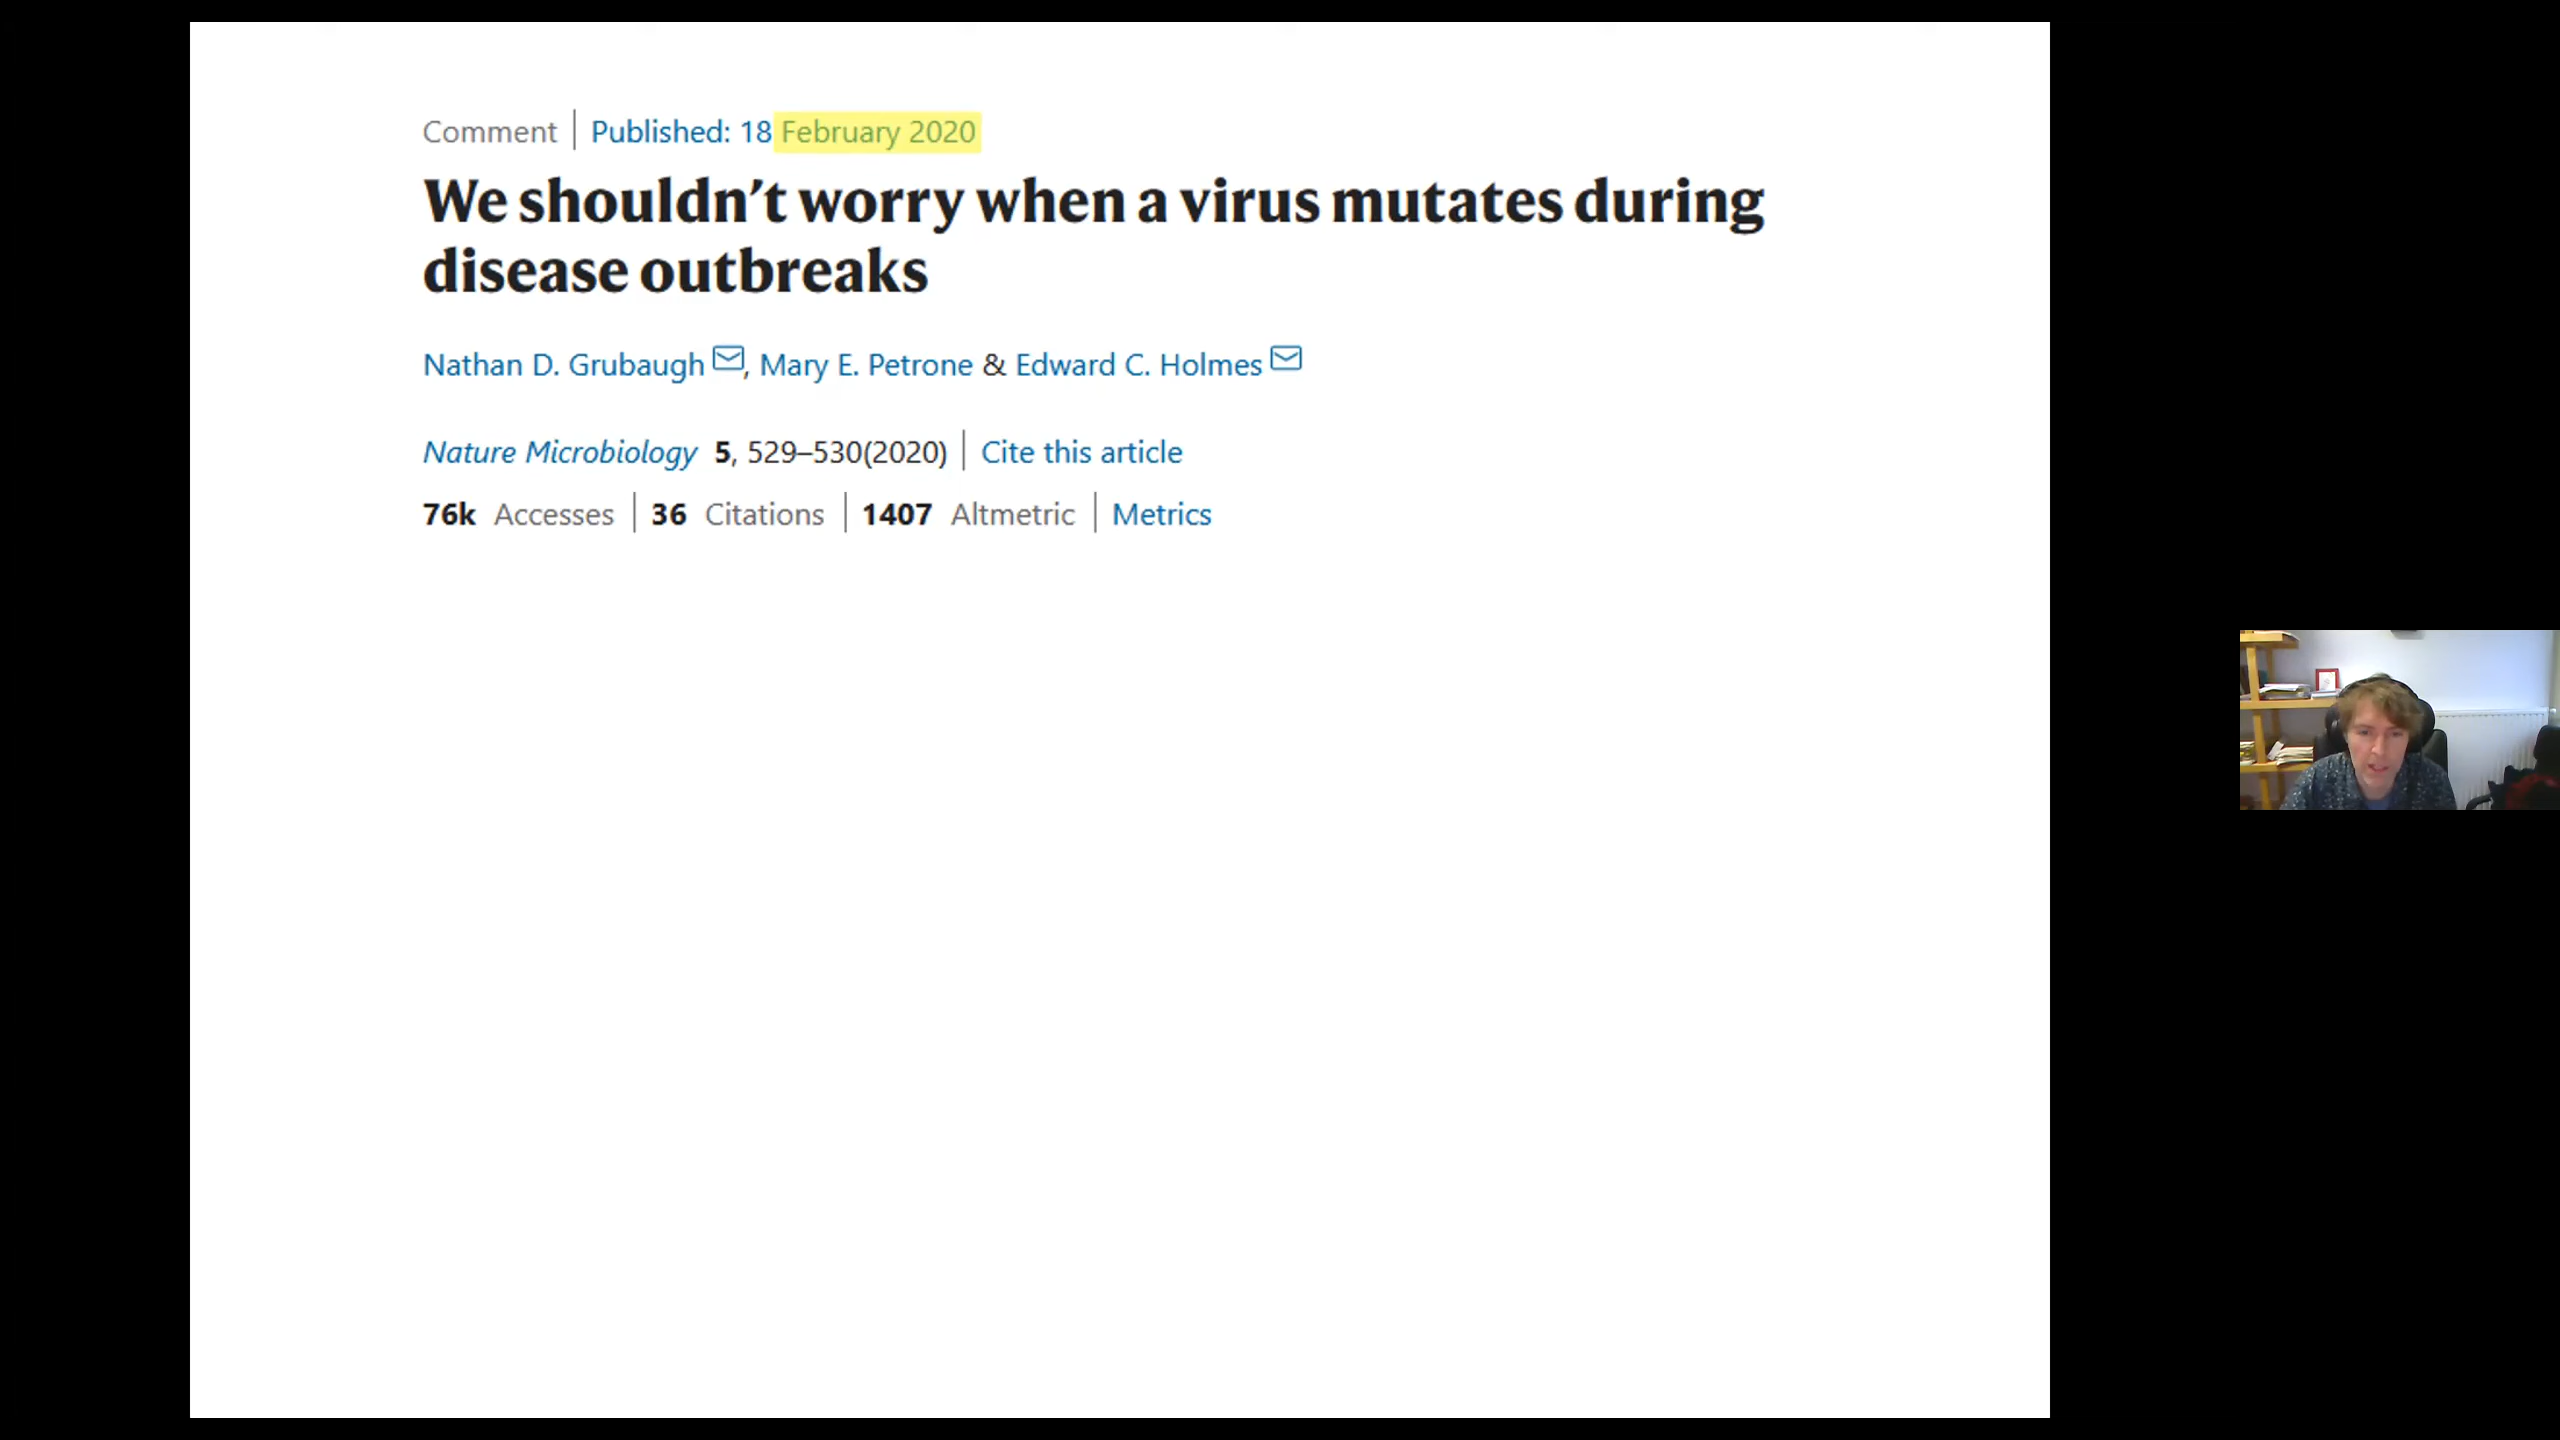 Comment | Published: 18 February 2020
We shouldn’t worry when a virus mutates during
disease outbreaks
Nathan D. Grubaugh, Mary E. Petrone & Edward C. Holmes
Nature Microbiology 5, 529–530(2020) | Cite this article
76k Accesses | 36 Citations | 1407 Altmetric | Metrics